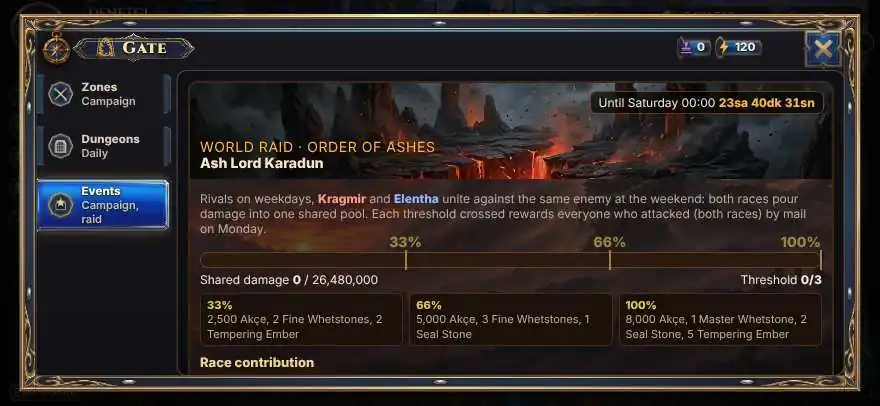 GATE
0
120
Zones
Campaign
Dungeons
Daily
Events
Campaign,
raid
Until Saturday 00:00 23sa 40dk 31sn
WORLD RAID · ORDER OF ASHES
Ash Lord Karadun
Rivals on weekdays, Kragmir and Elentha unite against the same enemy at the weekend: both races pour
damage into one shared pool. Each threshold crossed rewards everyone who attacked (both races) by mail
on Monday.
33%
66%
100%
Shared damage 0 / 26,480,000
Threshold 0/3
33%
2,500 Akçe, 2 Fine Whetstones, 2
Tempering Ember
66%
5,000 Akçe, 3 Fine Whetstones, 1
Seal Stone
100%
8,000 Akçe, 1 Master Whetstone, 2
Seal Stone, 5 Tempering Ember
Race contribution